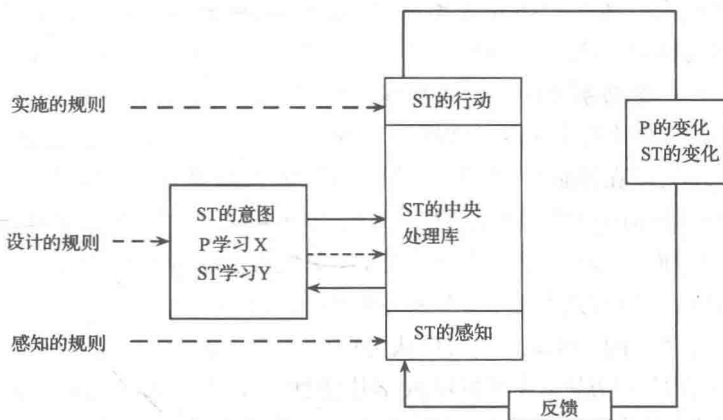 ST的行动
实施的规则
P的变化
ST的变化
ST的意图
P学习X
ST学习Y
ST的中央
处理库
设计的规则
感知的规则
ST的感知
反馈